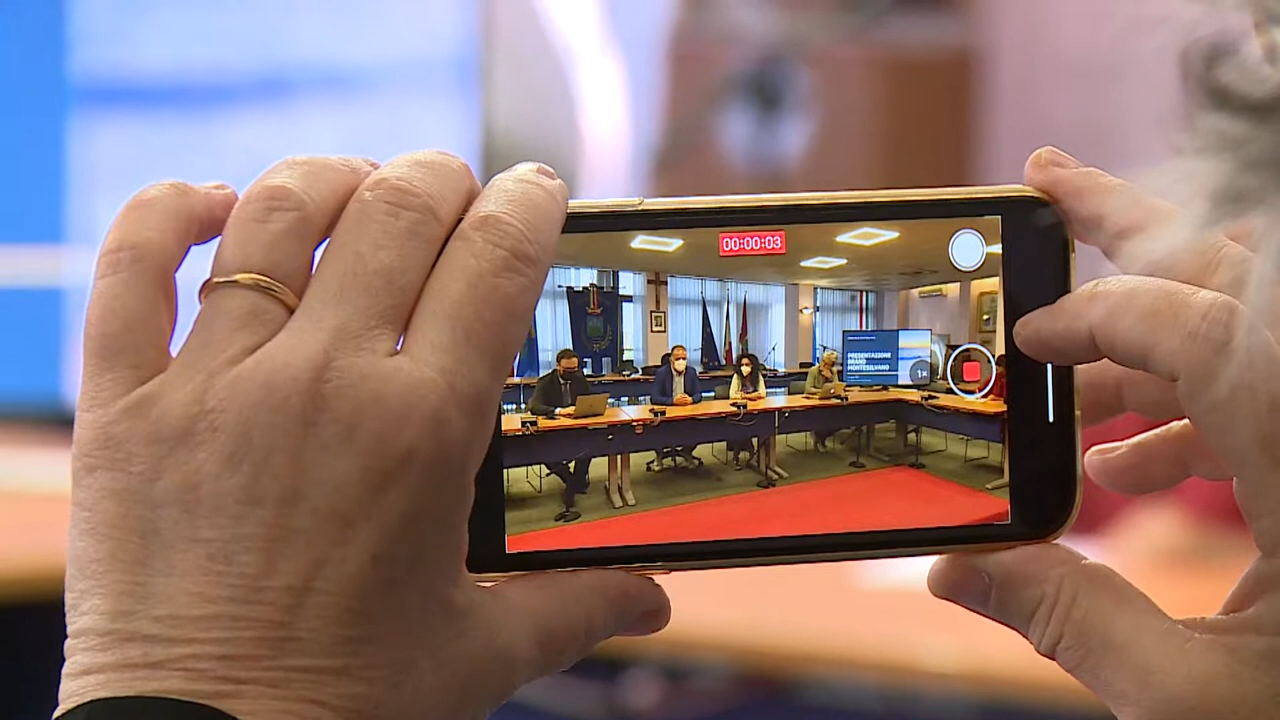 00:00:03
PRESENTAZIONE
BRAND
MONTESILVANO
1×